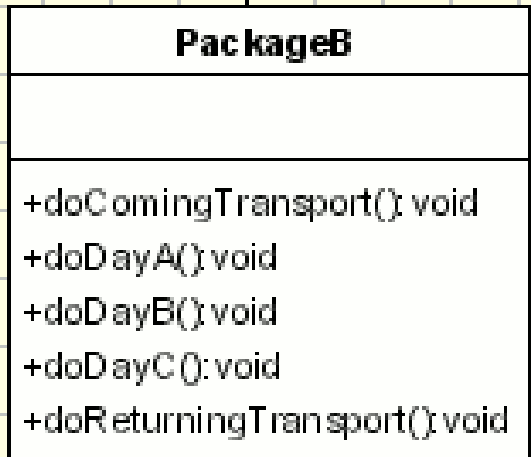 PackageB
+doComingTransport():void
+doDayA():void
+doDayB():void
+doDayC():void
+doReturningTransport():void